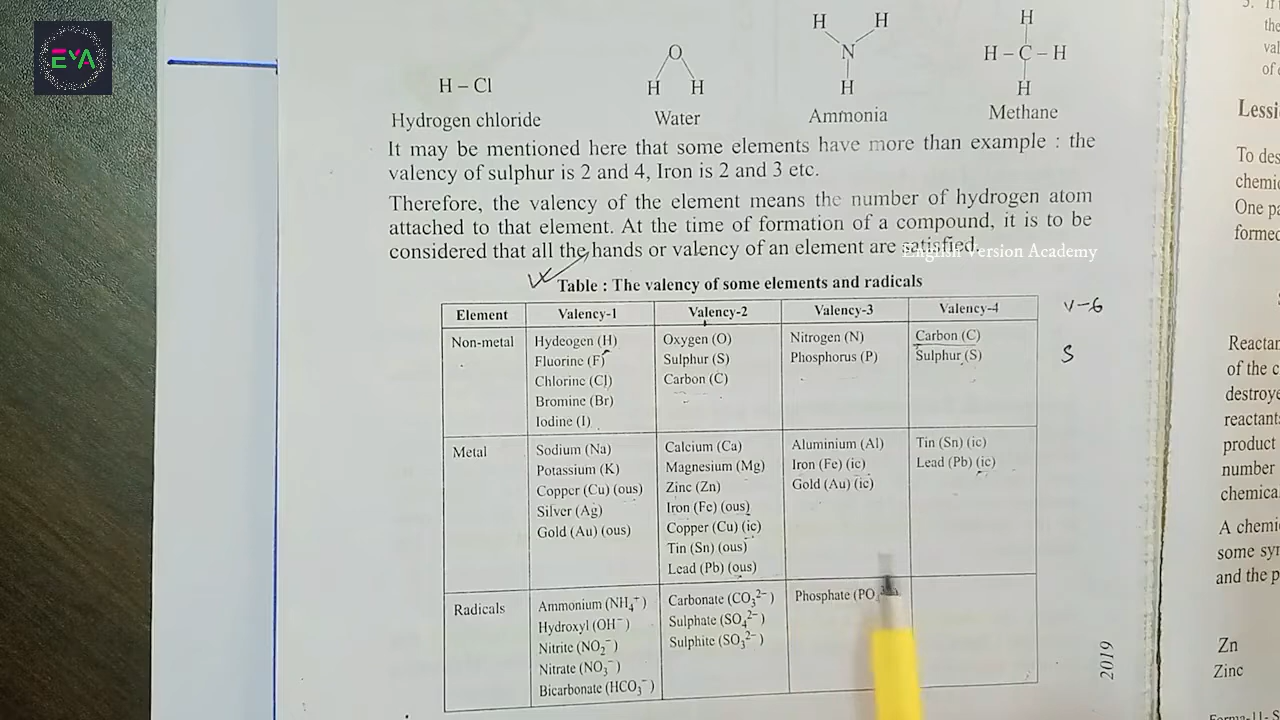 EVA
H H
N
H
Ammonia
H
H – C – H
H
Methane
O
H H
Water
H – Cl
Hydrogen chloride
It may be mentioned here that some elements have more than example : the
valency of sulphur is 2 and 4, Iron is 2 and 3 etc.
Therefore, the valency of the element means the number of hydrogen atom
attached to that element. At the time of formation of a compound, it is to be
considered that all the hands or valency of an element are satisfied.
English Version Academy
Table : The valency of some elements and radicals
Element Valency-1 Valency-2 Valency-3 Valency-4
V-6
S
Non-metal
Hydeogen (H)
Fluorine (F)
Chlorine (Cl)
Bromine (Br)
Iodine (I)
Oxygen (O)
Sulphur (S)
Carbon (C)
Nitrogen (N)
Phosphorus (P)
Carbon (C)
Sulphur (S)
Metal
Sodium (Na)
Potassium (K)
Copper (Cu) (ous)
Silver (Ag)
Gold (Au) (ous)
Calcium (Ca)
Magnesium (Mg)
Zinc (Zn)
Iron (Fe) (ous)
Copper (Cu) (ic)
Tin (Sn) (ous)
Lead (Pb) (ous)
Aluminium (Al)
Iron (Fe) (ic)
Gold (Au) (ic)
Tin (Sn) (ic)
Lead (Pb) (ic)
Radicals
Ammonium (NH₄⁺)
Hydroxyl (OH⁻)
Nitrite (NO₂⁻)
Nitrate (NO₃⁻)
Bicarbonate (HCO₃⁻)
Carbonate (CO₃²⁻)
Sulphate (SO₄²⁻)
Sulphite (SO₃²⁻)
Phosphate
2019
the
val
of
Lessi
To des
chemic
One pa
formed
Reactan
of the c
destroye
reactant
product
number
chemica
A chemi
some syr
and the p
Zn
Zinc